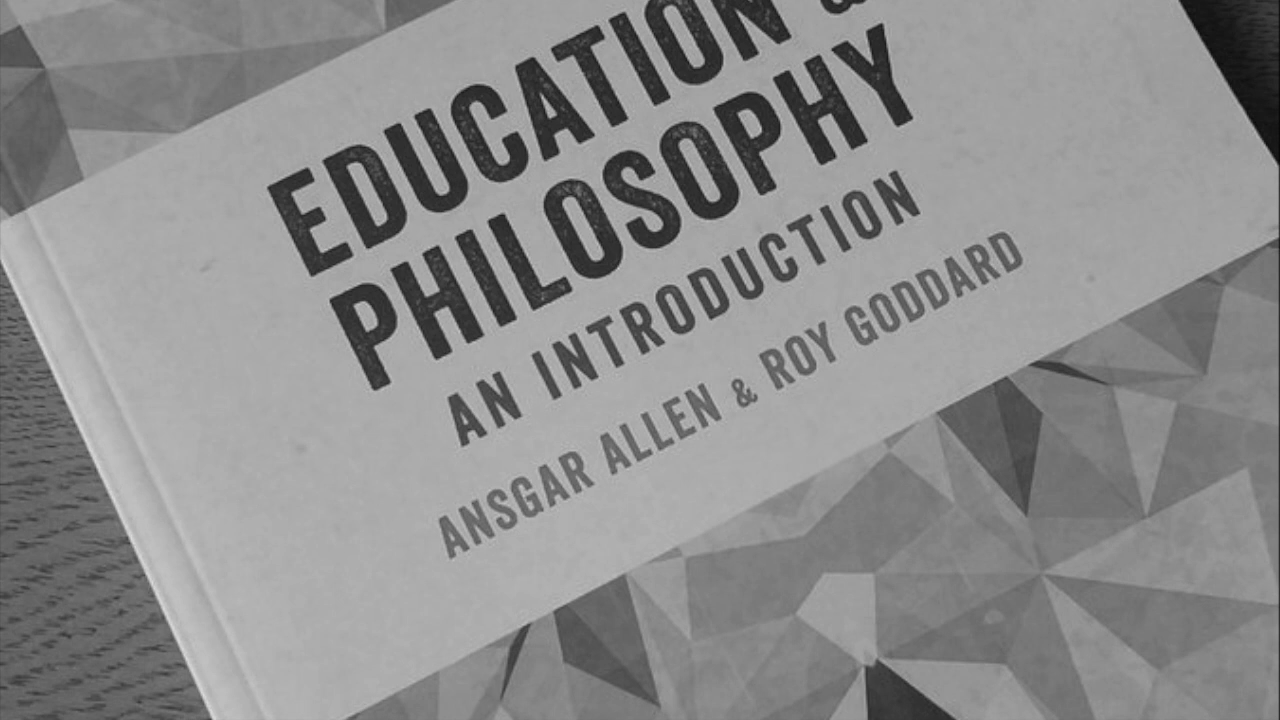 EDUCATION &
PHILOSOPHY
AN INTRODUCTION
ANSGAR ALLEN & ROY GODDARD